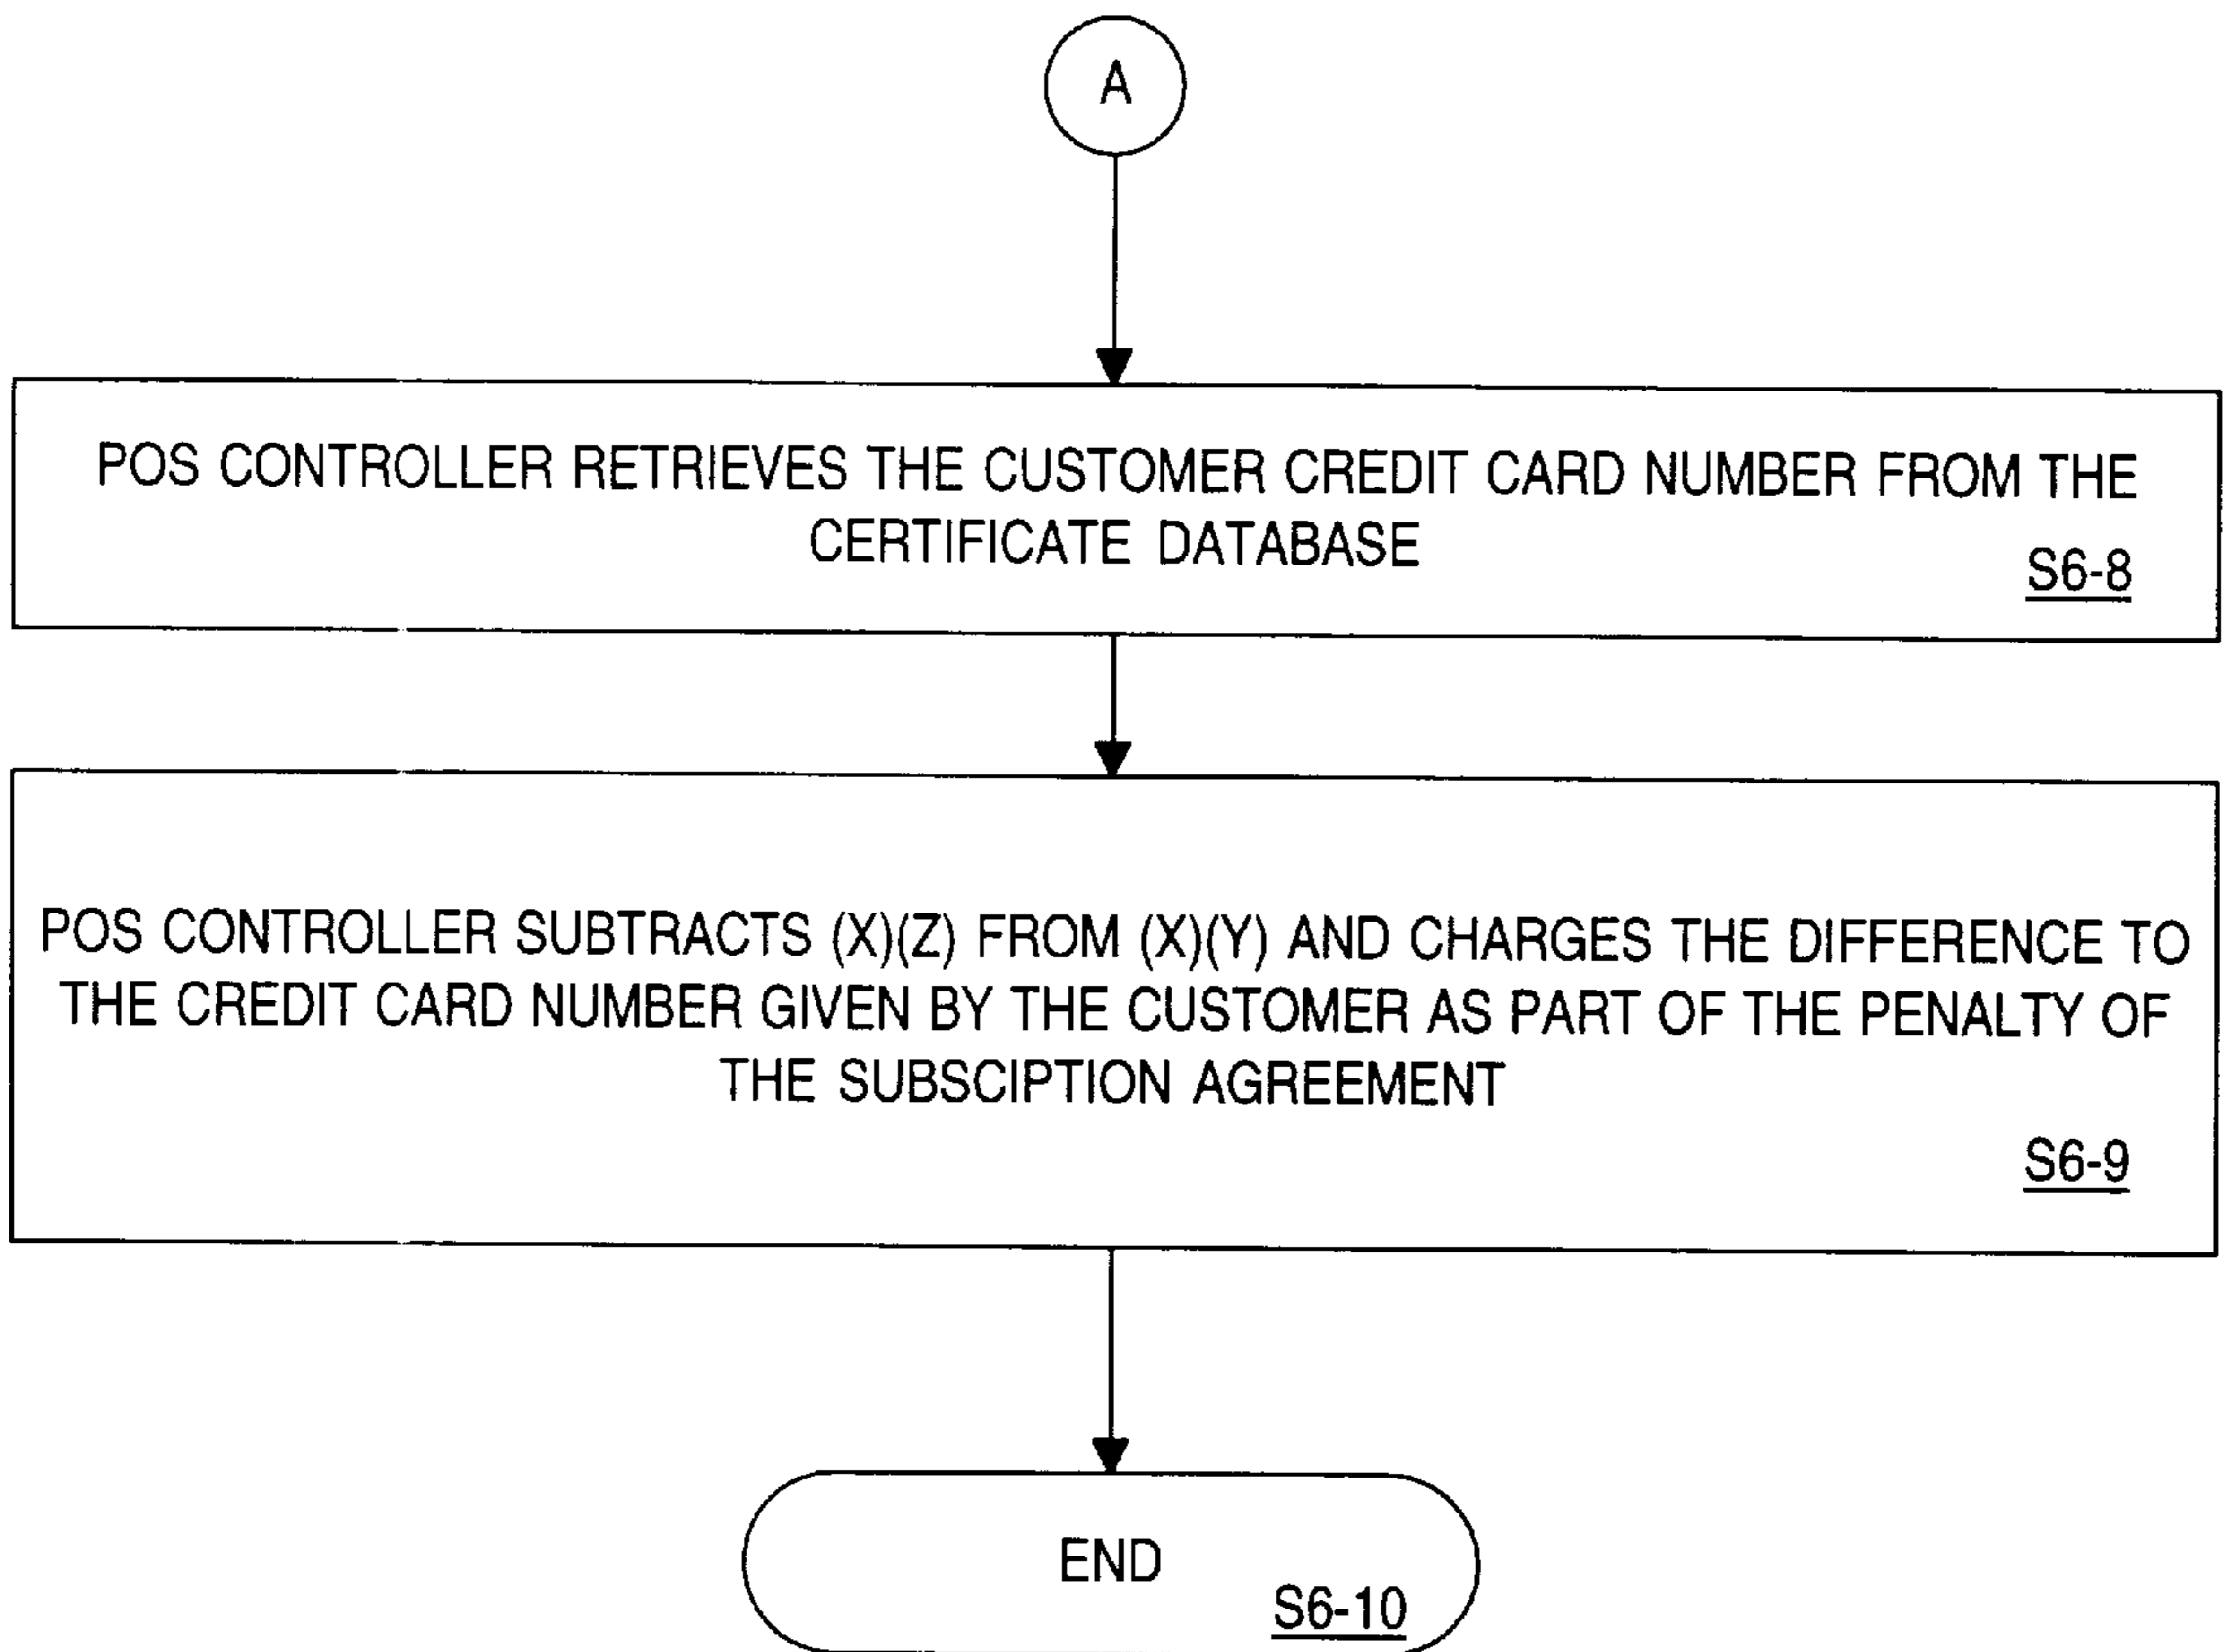 A
POS CONTROLLER RETRIEVES THE CUSTOMER CREDIT CARD NUMBER FROM THE
CERTIFICATE DATABASE
S6-8
POS CONTROLLER SUBTRACTS (X)(Z) FROM (X)(Y) AND CHARGES THE DIFFERENCE TO
THE CREDIT CARD NUMBER GIVEN BY THE CUSTOMER AS PART OF THE PENALTY OF
THE SUBSCIPTION AGREEMENT
S6-9
END
S6-10